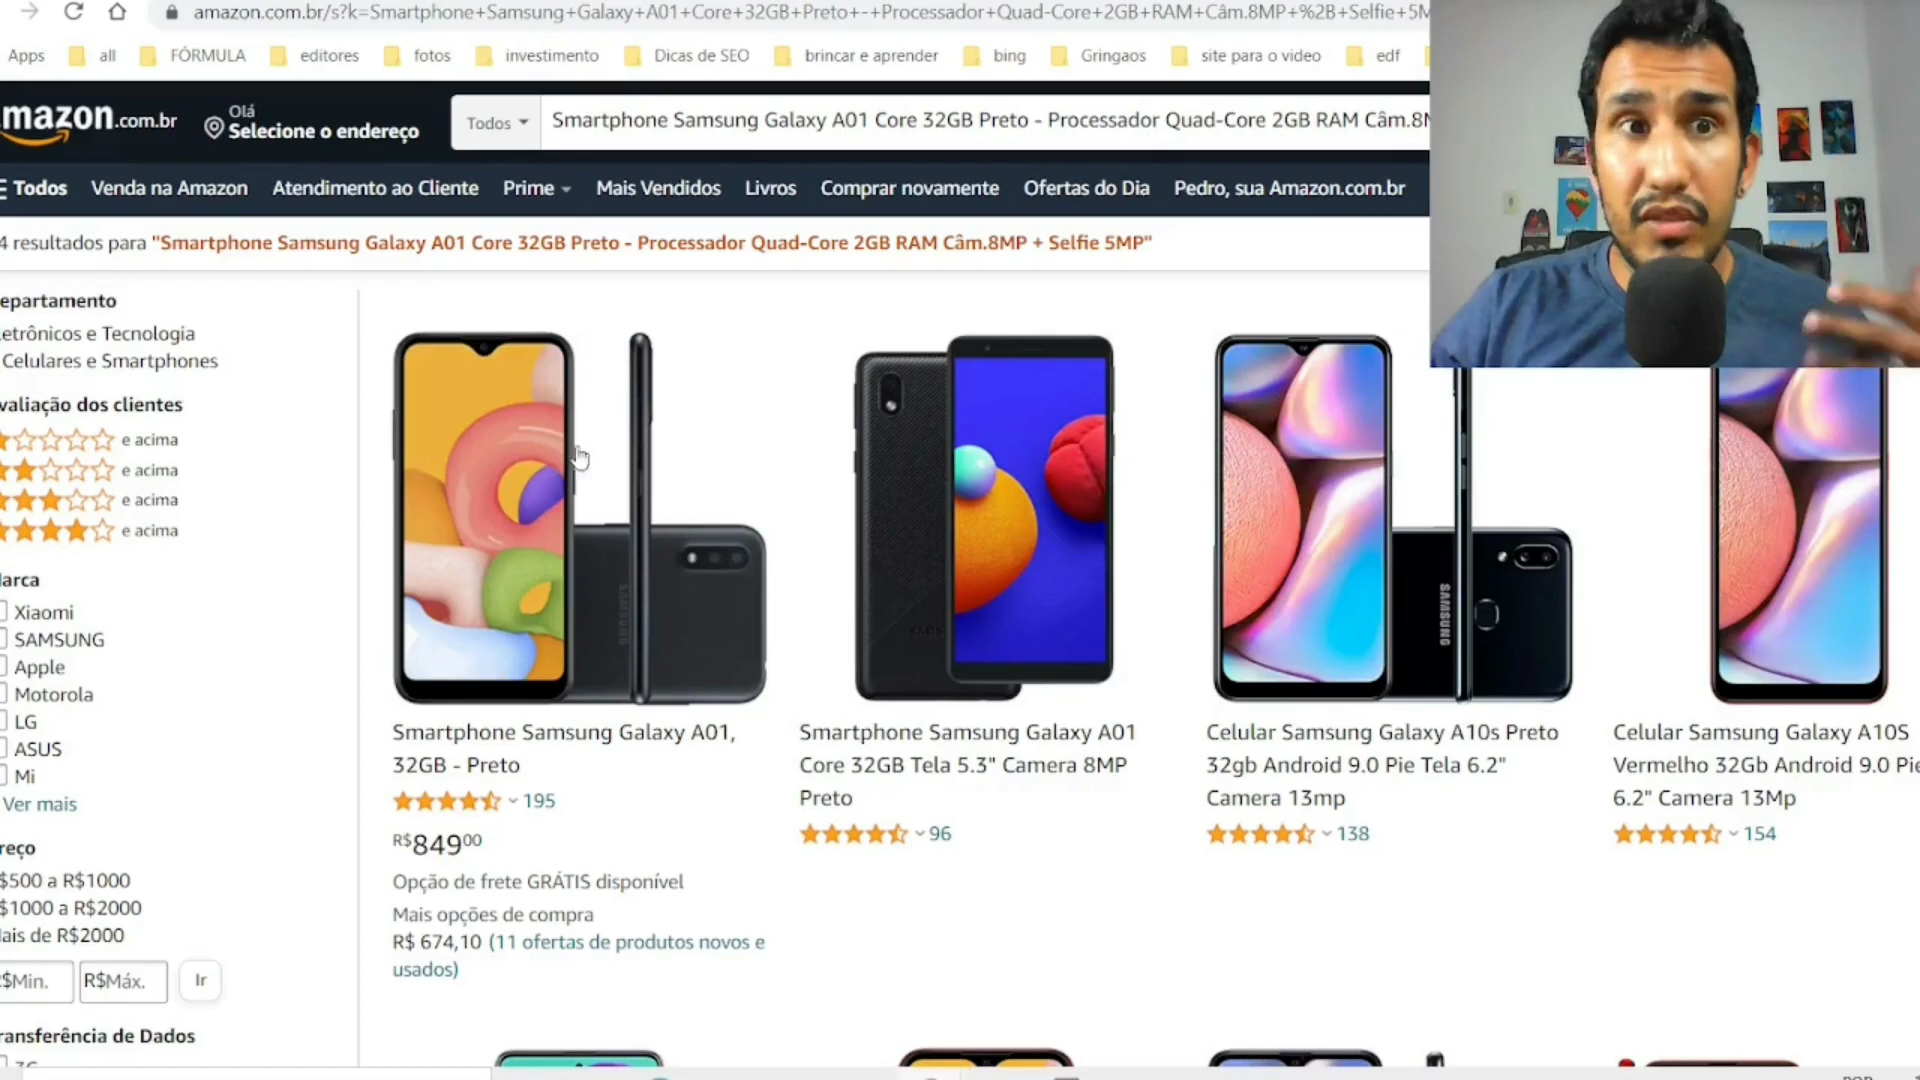 amazon.com.br/s?k=Smartphone+Samsung+Galaxy+A01+Core+32GB+Preto+-+Processador+Quad-Core+2GB+RAM+Câm.8MP+%2B+Selfie+5M
Apps all FÓRMULA editores fotos investimento Dicas de SEO brincar e aprender bing Gringaos site para o video edf
mazon.com.br
Olá
Selecione o endereço
Todos
Smartphone Samsung Galaxy A01 Core 32GB Preto - Processador Quad-Core 2GB RAM Câm.8M
Todos Venda na Amazon Atendimento ao Cliente Prime Mais Vendidos Livros Comprar novamente Ofertas do Dia Pedro, sua Amazon.com.br
4 resultados para "Smartphone Samsung Galaxy A01 Core 32GB Preto - Processador Quad-Core 2GB RAM Câm.8MP + Selfie 5MP"
epartamento
etrônicos e Tecnologia
Celulares e Smartphones
valiação dos clientes
e acima
e acima
e acima
e acima
arca
Xiaomi
SAMSUNG
Apple
Motorola
LG
ASUS
Mi
Ver mais
reço
$500 a R$1000
$1000 a R$2000
ais de R$2000
$Min. R$Máx. Ir
ransferência de Dados
SAMSUNG
SAMSUNG
Smartphone Samsung Galaxy A01,
32GB - Preto
195
R$84900
Opção de frete GRÁTIS disponível
Mais opções de compra
R$ 674,10 (11 ofertas de produtos novos e
usados)
Smartphone Samsung Galaxy A01
Core 32GB Tela 5.3" Camera 8MP
Preto
96
Celular Samsung Galaxy A10s Preto
32gb Android 9.0 Pie Tela 6.2"
Camera 13mp
138
Celular Samsung Galaxy A10S
Vermelho 32Gb Android 9.0 Pie
6.2" Camera 13Mp
154